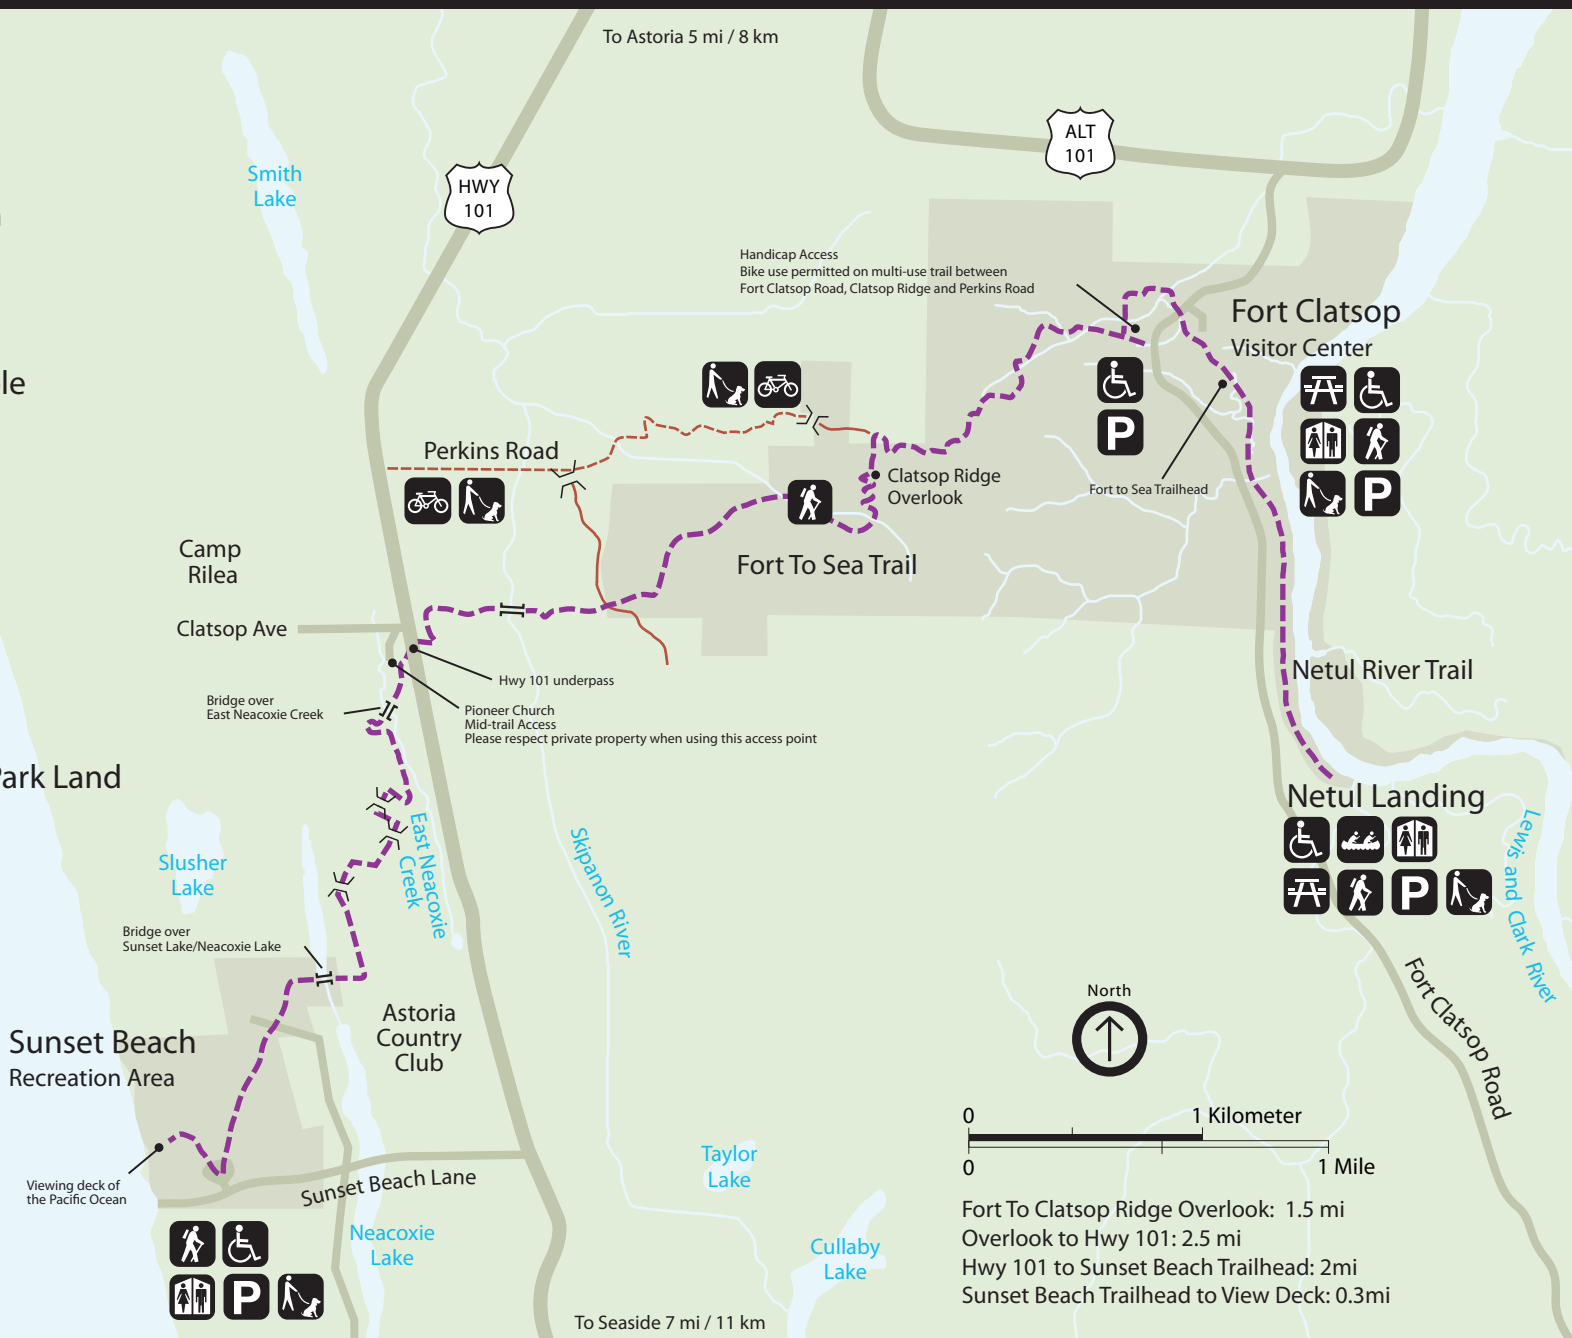 To Astoria 5 mi / 8 km
ALT
101
HWY
101
Smith
Lake
Handicap Access
Bike use permitted on multi-use trail between
Fort Clatsop Road, Clatsop Ridge and Perkins Road
Fort Clatsop
Visitor Center
le
P
P
Perkins Road
Clatsop Ridge
Overlook
Fort to Sea Trailhead
Camp
Rilea
Fort To Sea Trail
Clatsop Ave
Hwy 101 underpass
Netul River Trail
Bridge over
East Neacoxie Creek
Pioneer Church
Mid-trail Access
Please respect private property when using this access point
Park Land
Netul Landing
P
Lewis and Clark River
East Neacoxie
Creek
Skipanon River
Slusher
Lake
Bridge over
Sunset Lake/Neacoxie Lake
Fort Clatsop Road
North
Astoria
Country
Club
Sunset Beach
Recreation Area
0 1 Kilometer
0 1 Mile
Viewing deck of
the Pacific Ocean
Sunset Beach Lane
Taylor
Lake
Neacoxie
Lake
Cullaby
Lake
P
Fort To Clatsop Ridge Overlook: 1.5 mi
Overlook to Hwy 101: 2.5 mi
Hwy 101 to Sunset Beach Trailhead: 2mi
Sunset Beach Trailhead to View Deck: 0.3mi
To Seaside 7 mi / 11 km